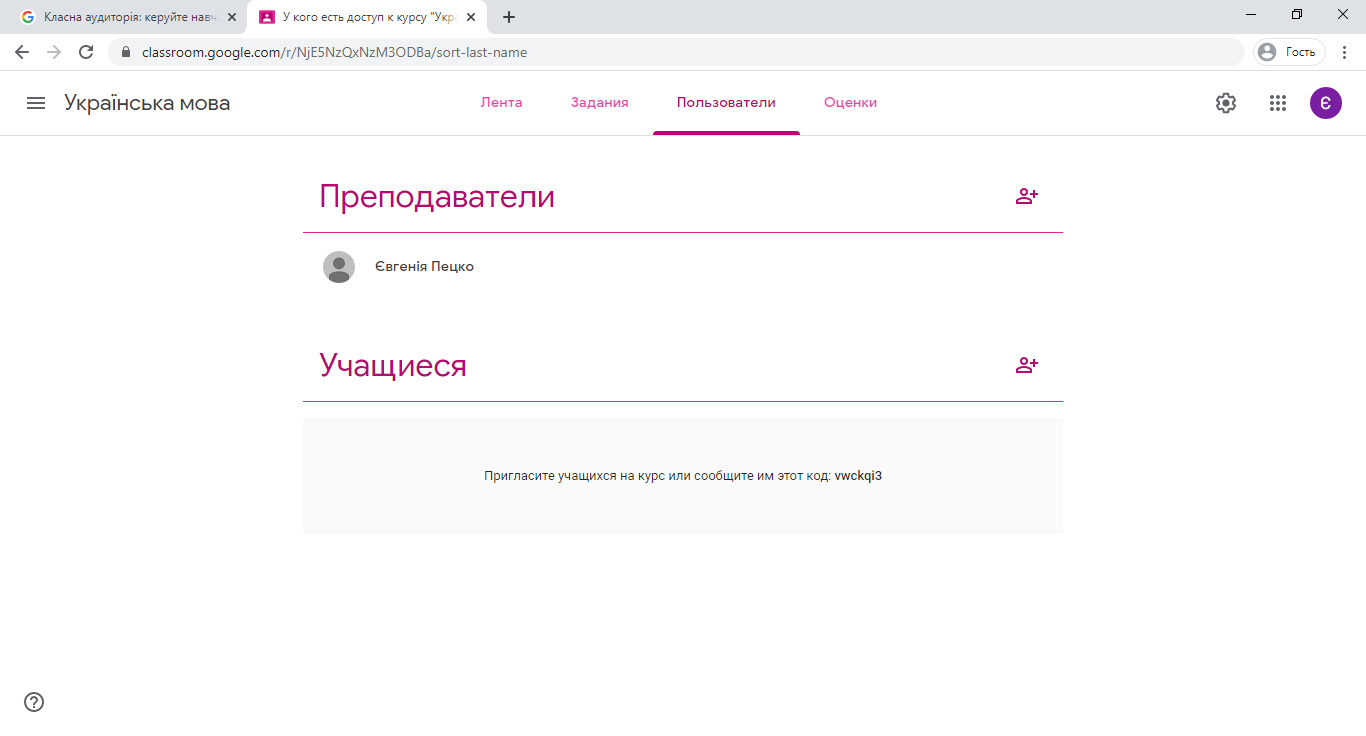 Класна аудиторія: керуйте навч
У кого есть доступ к курсу "Укра
classroom.google.com/r/NjE5NzQxNzM3ODBa/sort-last-name
Гость
Українська мова
Лента
Задания
Пользователи
Оценки
Є
Преподаватели
Євгенія Пецко
Учащиеся
Пригласите учащихся на курс или сообщите им этот код: vwckqi3